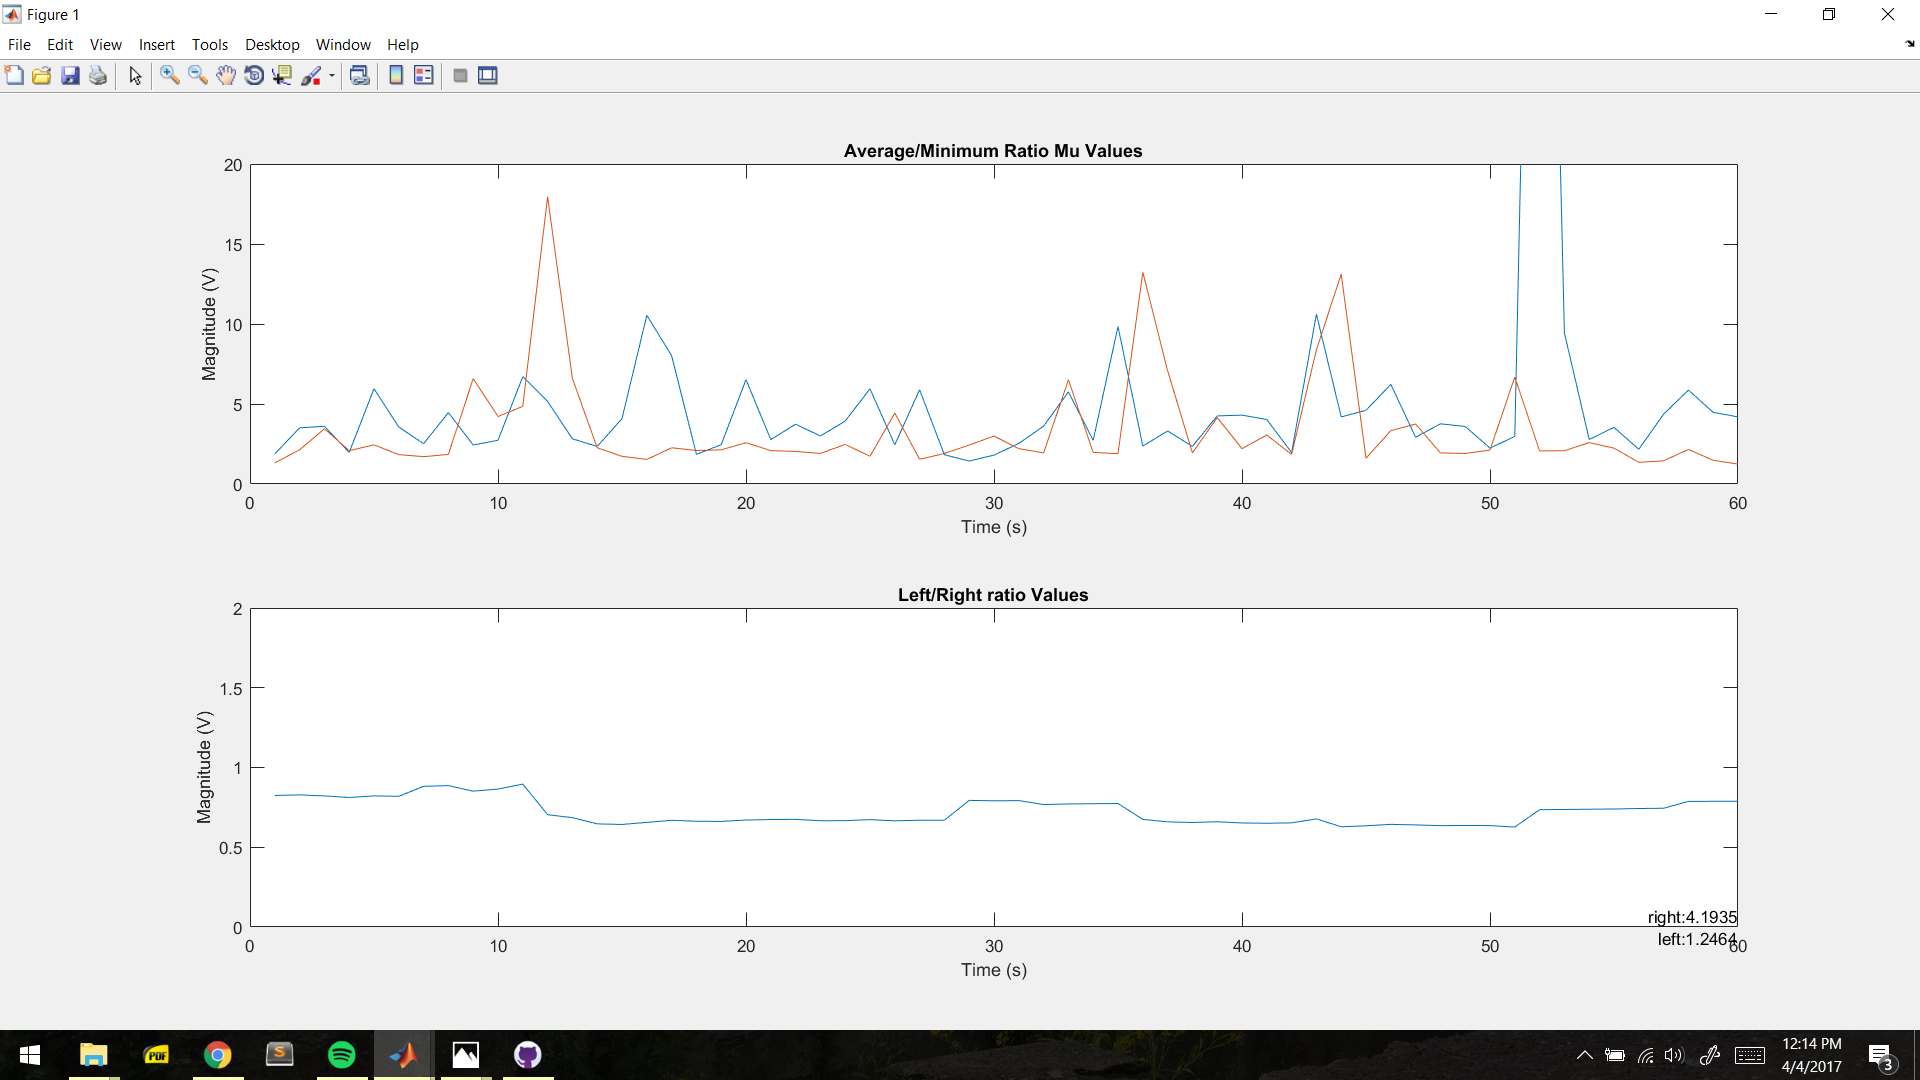 Figure 1
File Edit View Insert Tools Desktop Window Help
Average/Minimum Ratio Mu Values
20
15
10
5
0
Magnitude (V)
0 10 20 30 40 50 60
Time (s)
Left/Right ratio Values
2
1.5
1
0.5
0
Magnitude (V)
right:4.1935
left:1.2464
0 10 20 30 40 50 60
Time (s)
PDF
S
12:14 PM
4/4/2017
3